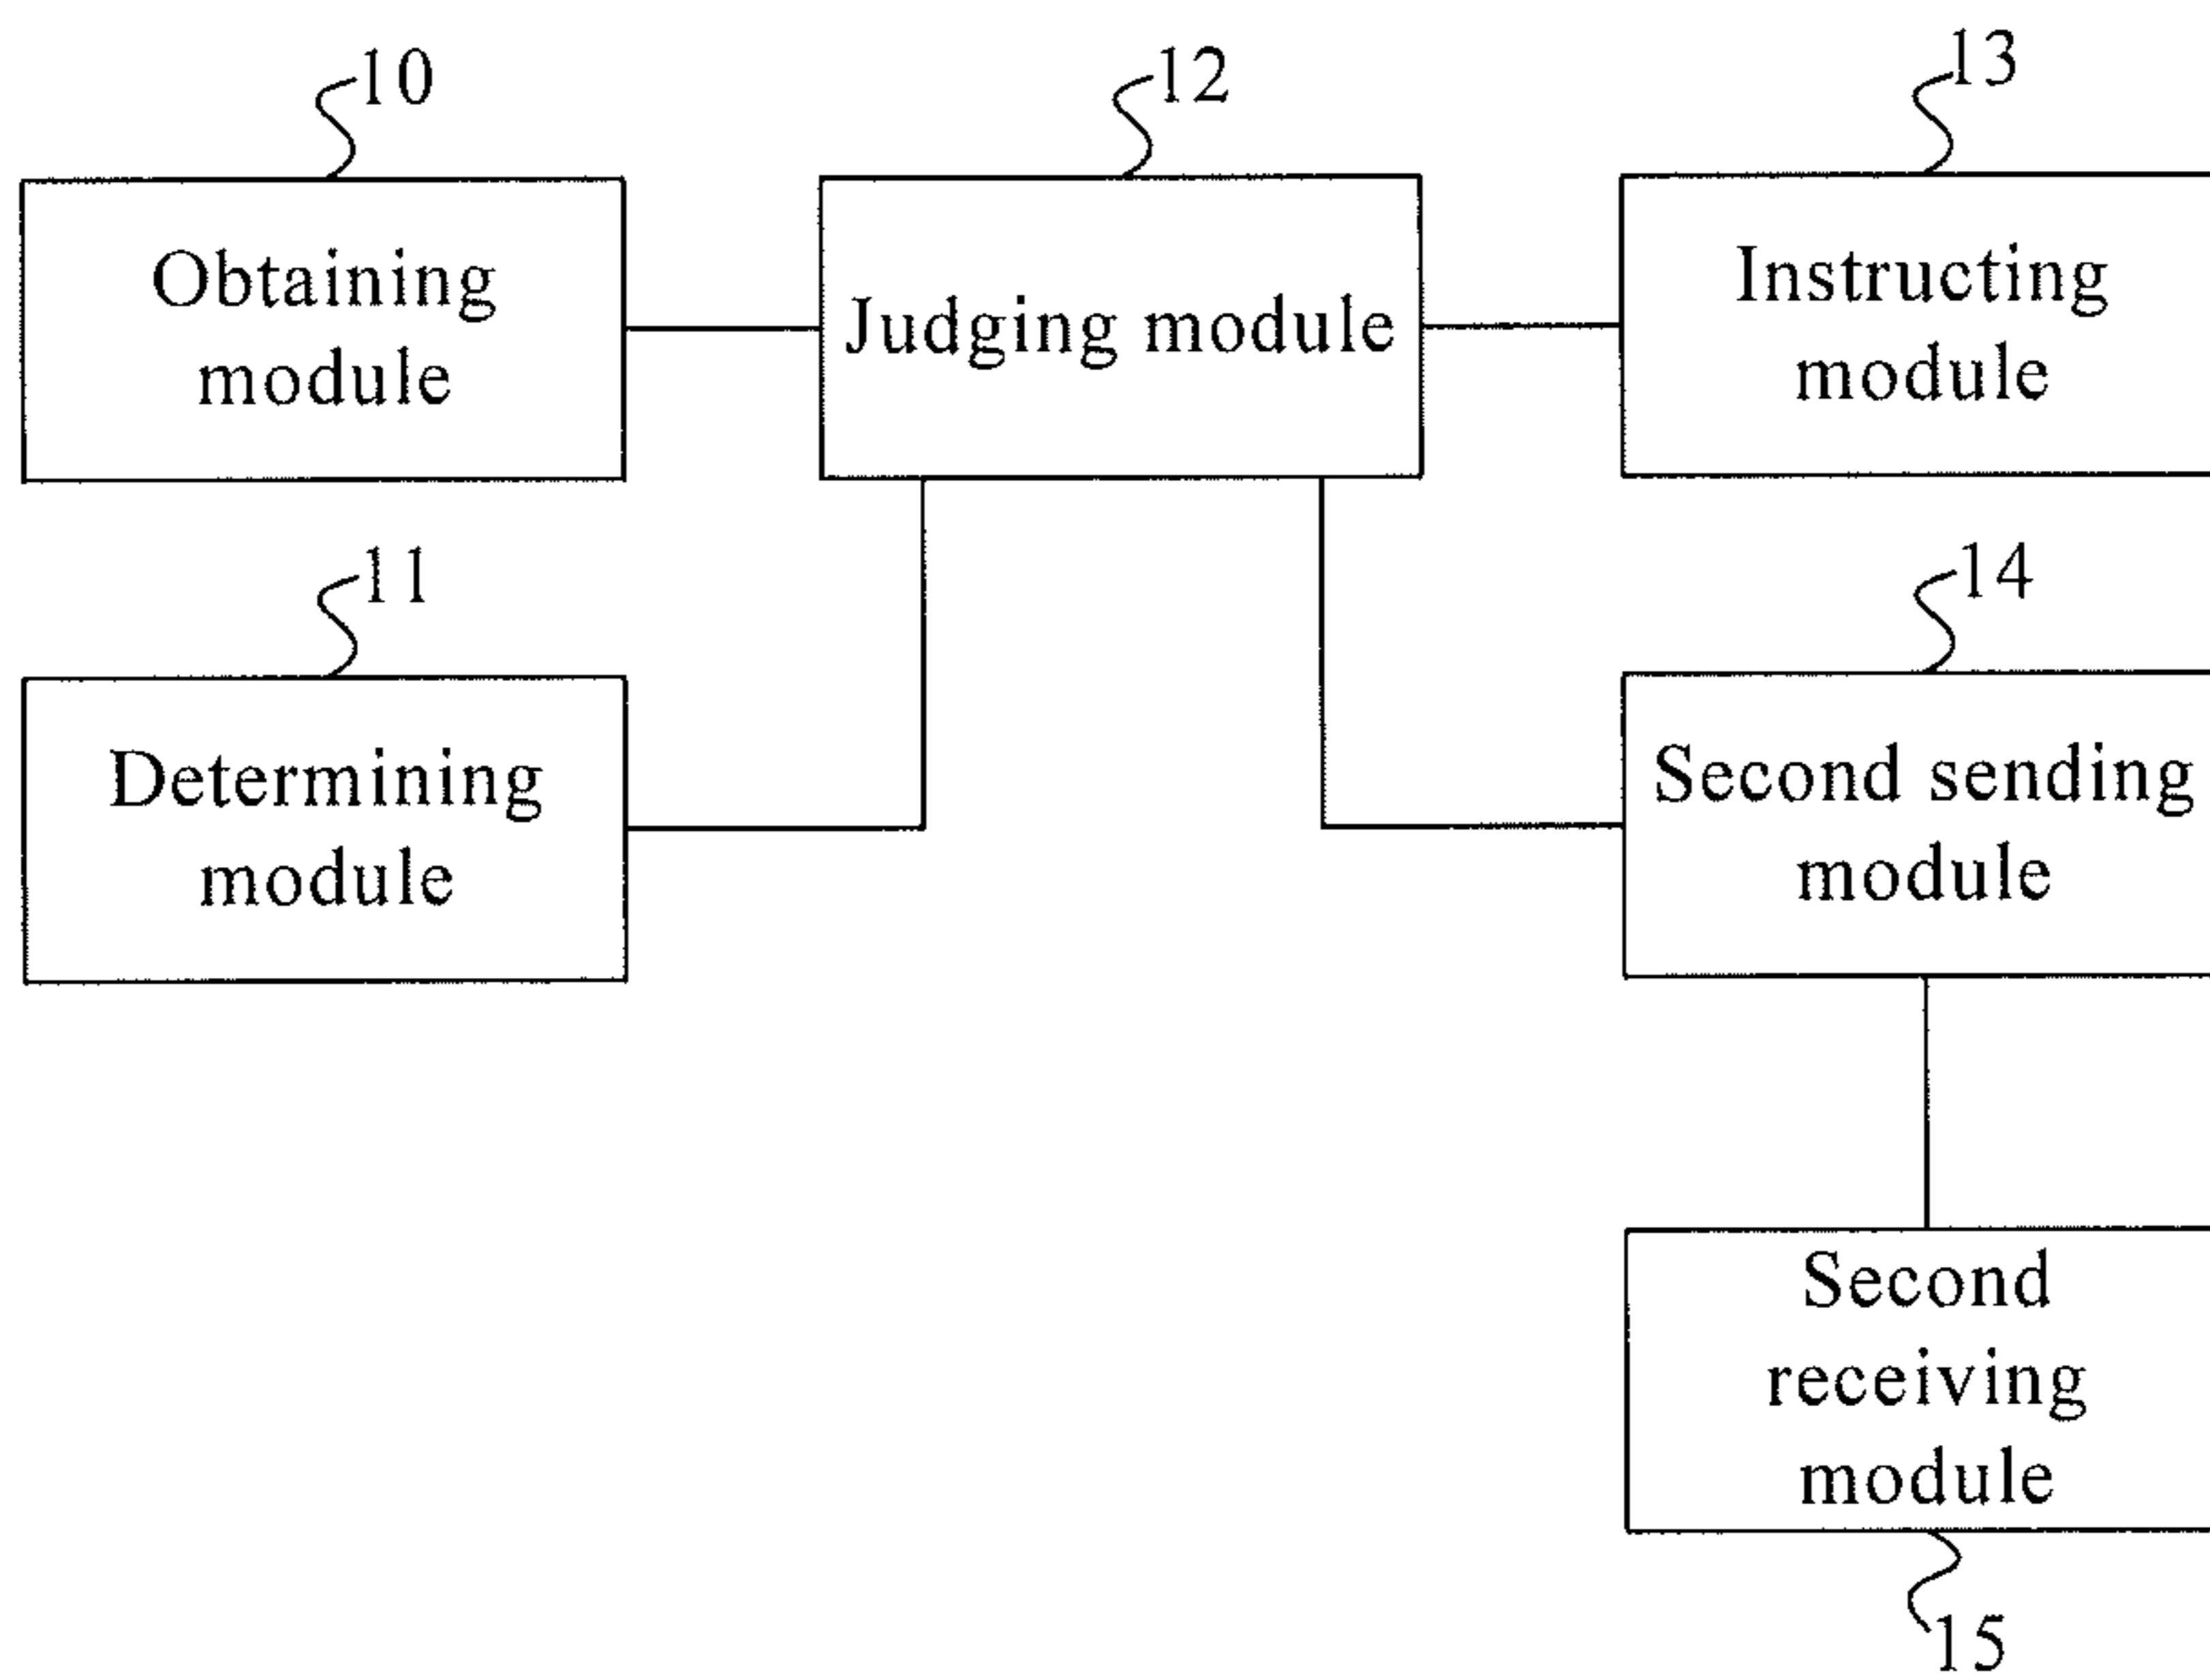 10
12
13
Obtaining
module
Judging module
Instructing
module
11
14
Determining
module
Second sending
module
Second
receiving
module
15